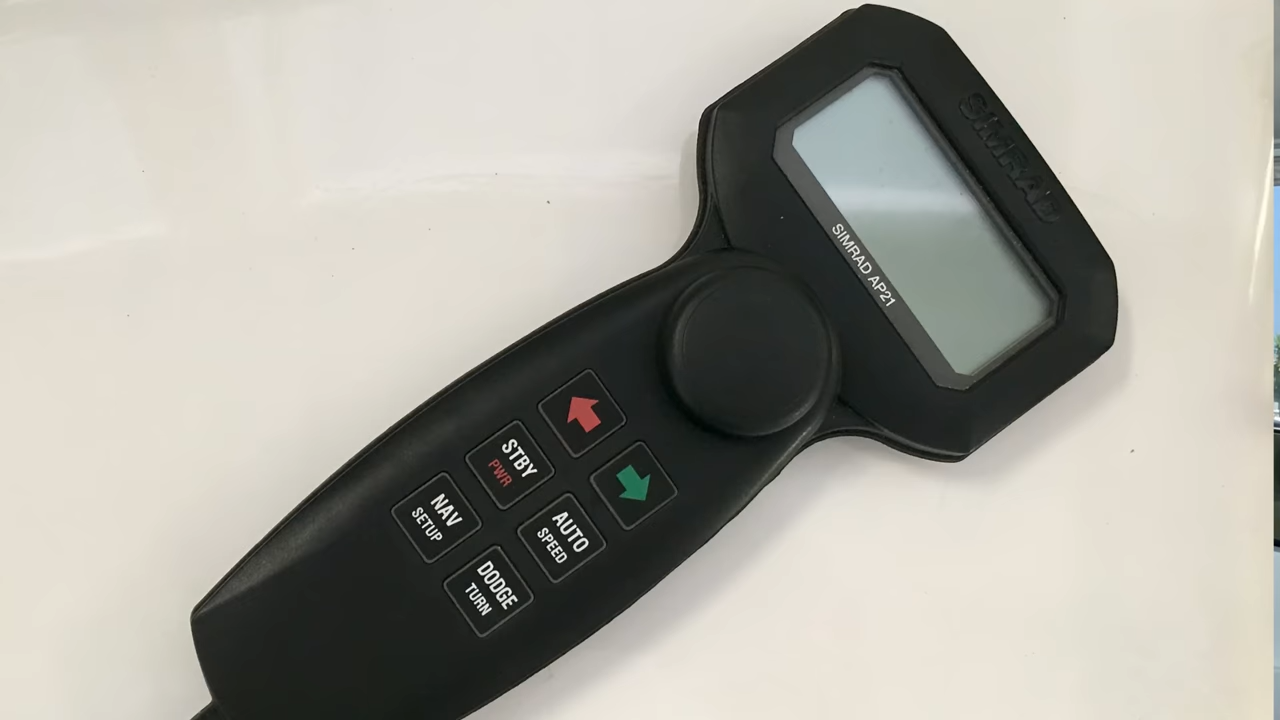 SIMRAD
SIMRAD AP21
STBY
PWR
NAV
SETUP
AUTO
SPEED
DODGE
TURN